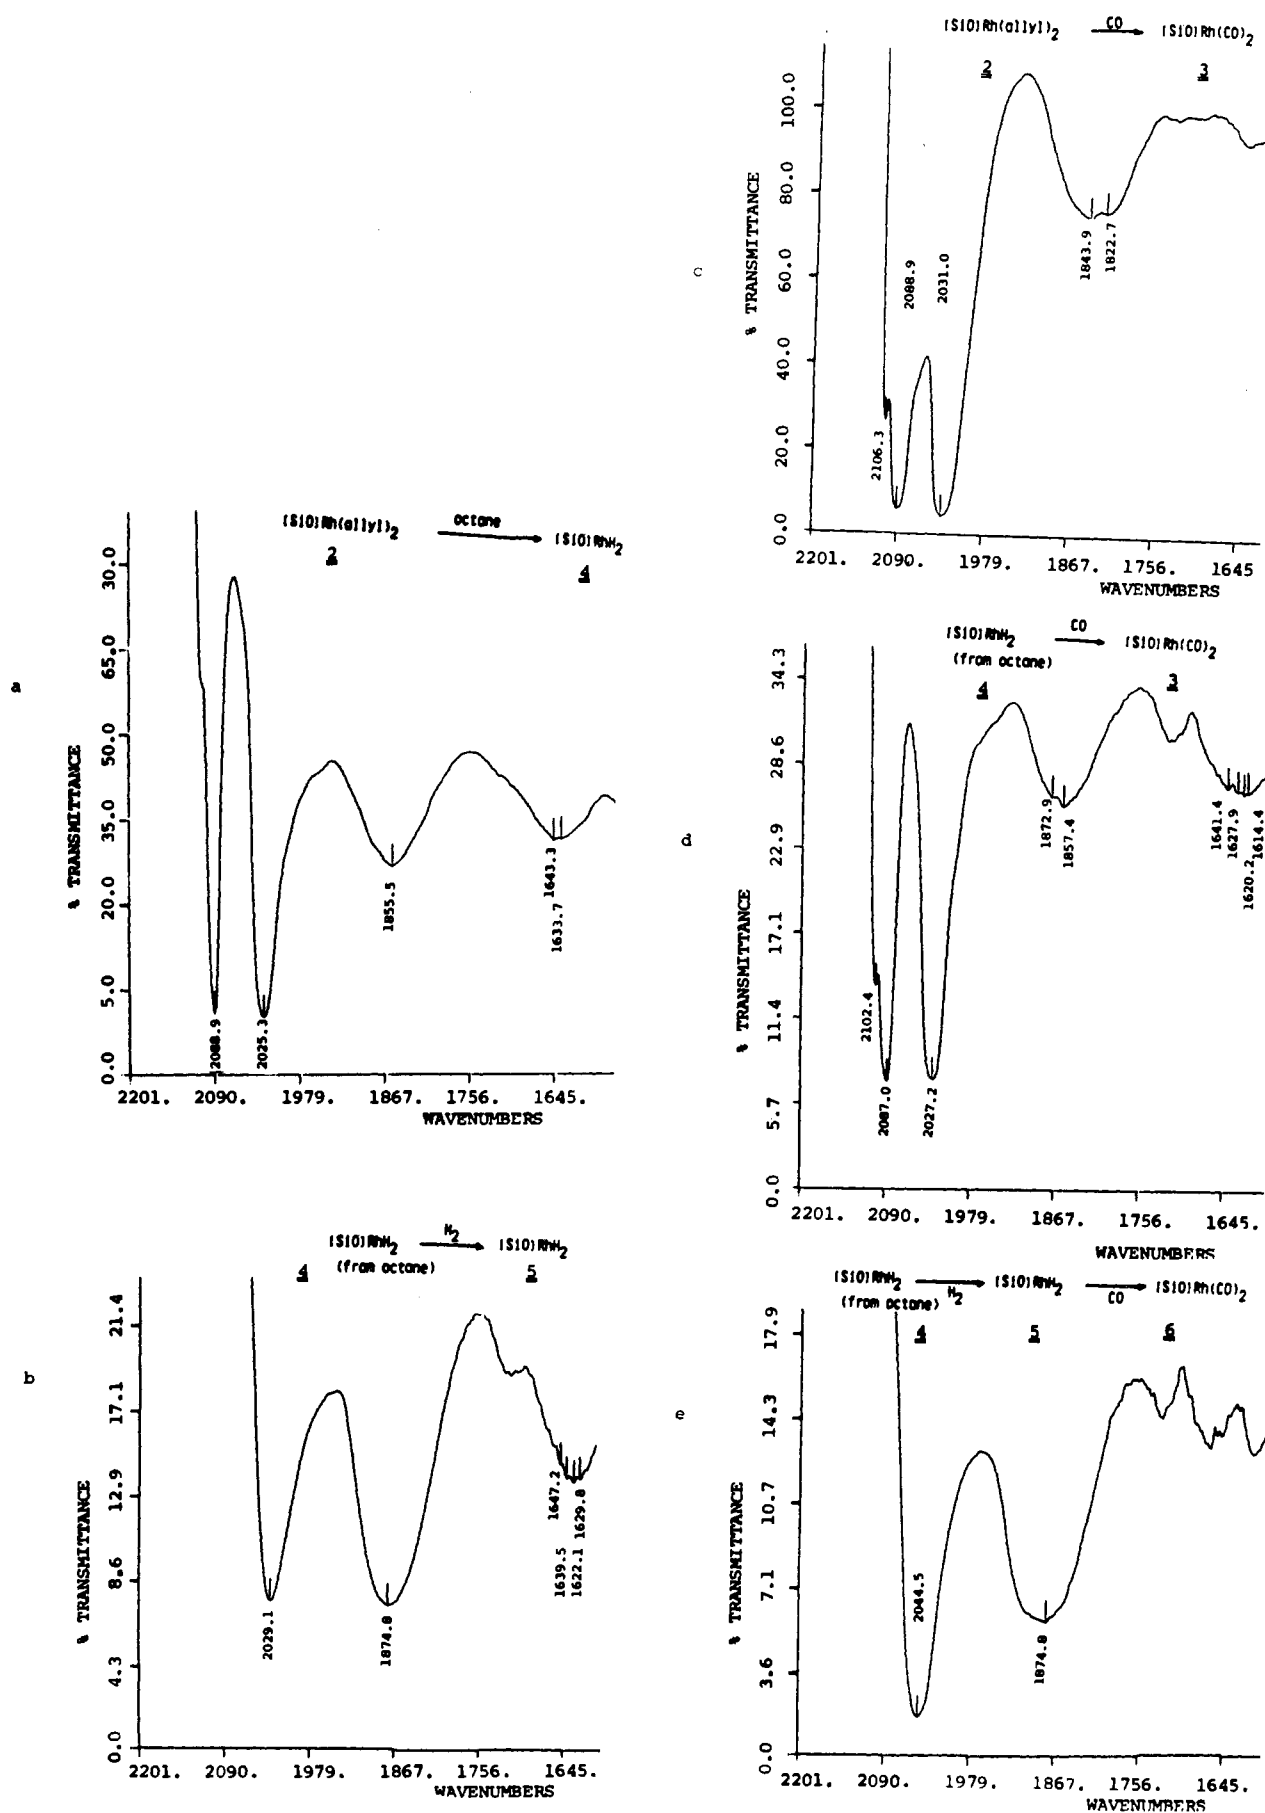 a
[SiO]Rh(allyl)2 octane [SiO]RhH2
2 4
% TRANSMITTANCE
30.0
65.0
50.0
35.0
20.0
5.0
0.0
2088.9
2025.3
1855.5
1643.3
1633.7
2201. 2090. 1979. 1867. 1756. 1645.
WAVENUMBERS
b
[SiO]RhH2 H2 [SiO]RhH2
4 (from octane) 5
% TRANSMITTANCE
21.4
17.1
12.9
8.6
4.3
0.0
2029.1
1874.8
1647.2
1639.5
1622.1
1629.8
2201. 2090. 1979. 1867. 1756. 1645.
WAVENUMBERS
c
[SiO]Rh(allyl)2 CO [SiO]Rh(CO)2
2 3
% TRANSMITTANCE
100.0
80.0
60.0
40.0
20.0
0.0
2106.3
2088.9
2031.0
1843.9
1822.7
2201. 2090. 1979. 1867. 1756. 1645
WAVENUMBERS
d
[SiO]RhH2 CO [SiO]Rh(CO)2
(from octane)
4 3
% TRANSMITTANCE
34.3
28.6
22.9
17.1
11.4
5.7
0.0
2102.4
2087.0
2027.2
1872.9
1857.4
1641.4
1627.9
1620.2
1614.4
2201. 2090. 1979. 1867. 1756. 1645.
WAVENUMBERS
e
[SiO]RhH2 H2 [SiO]RhH2 CO [SiO]Rh(CO)2
(from octane)
4 5 6
% TRANSMITTANCE
17.9
14.3
10.7
7.1
3.6
0.0
2044.5
1874.8
2201. 2090. 1979. 1867. 1756. 1645.
WAVENUMBERS